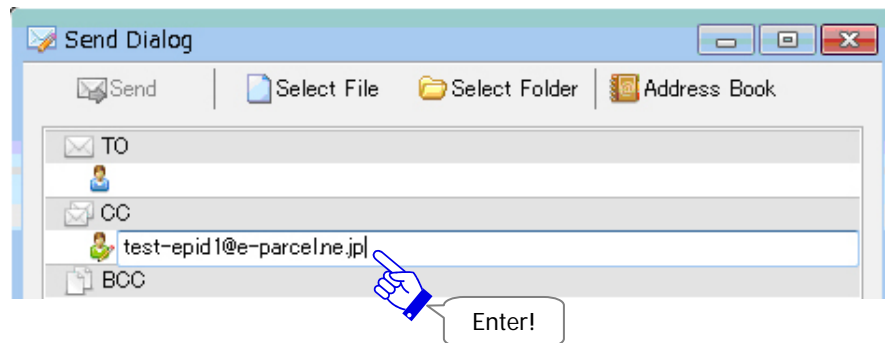 Send Dialog
Send Select File Select Folder Address Book
TO
CC
test-epid1@e-parcel.ne.jp
BCC
Enter!